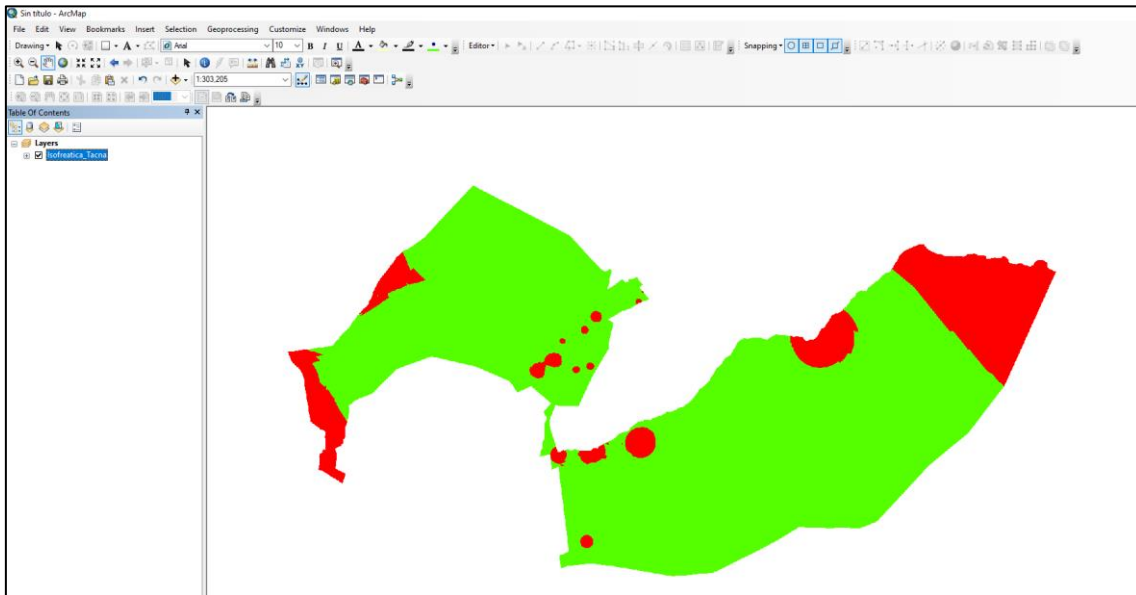 Sin título - ArcMap
File Edit View Bookmarks Insert Selection Geoprocessing Customize Windows Help
Drawing A Arial 10 B I U A Editor Snapping
1:303,205
Table Of Contents
Layers
Isofreatica_Tacna